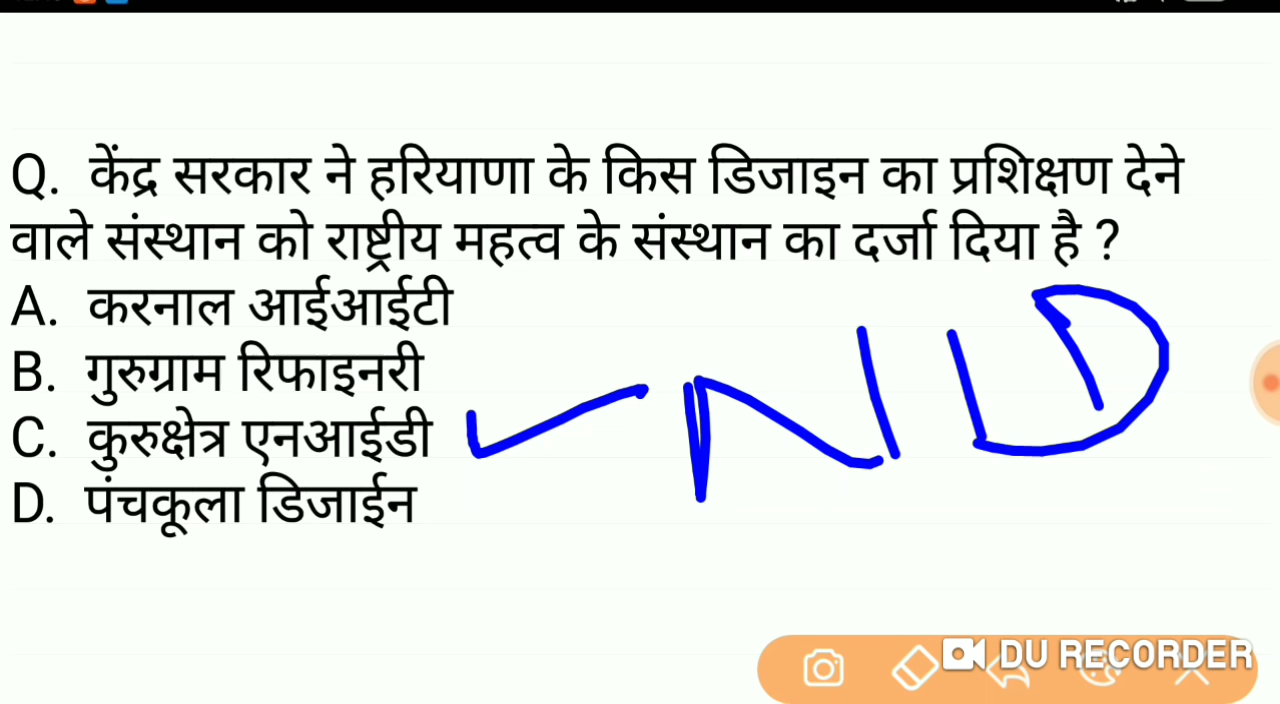 Q. केंद्र सरकार ने हरियाणा के किस डिजाइन का प्रशिक्षण देने
वाले संस्थान को राष्ट्रीय महत्व के संस्थान का दर्जा दिया है ?
A. करनाल आईआईटी
B. गुरुग्राम रिफाइनरी
C. कुरुक्षेत्र एनआईडी
NID
D. पंचकूला डिजाईन
DU RECORDER